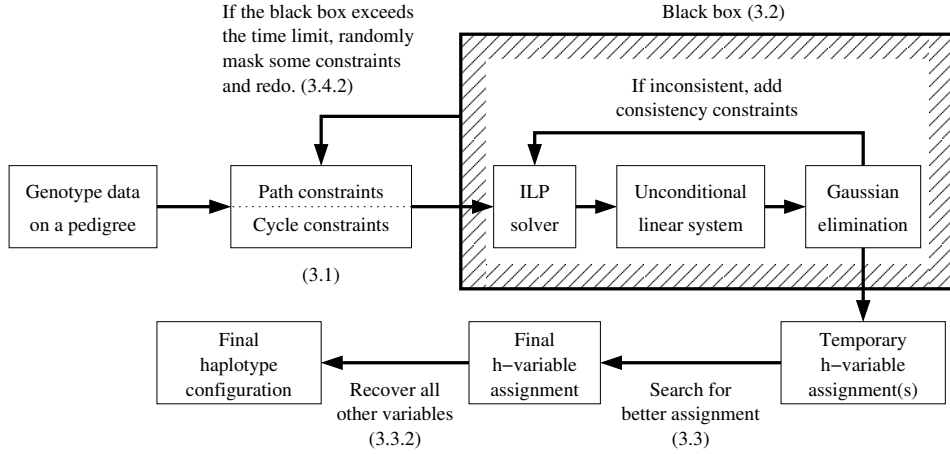 If the black box exceeds
the time limit, randomly
mask some constraints
and redo. (3.4.2)
Black box (3.2)
If inconsistent, add
consistency constraints
Genotype data
on a pedigree
Path constraints
Cycle constraints
(3.1)
ILP
solver
Unconditional
linear system
Gaussian
elimination
Final
haplotype
configuration
Recover all
other variables
(3.3.2)
Final
h−variable
assignment
Search for
better assignment
(3.3)
Temporary
h−variable
assignment(s)